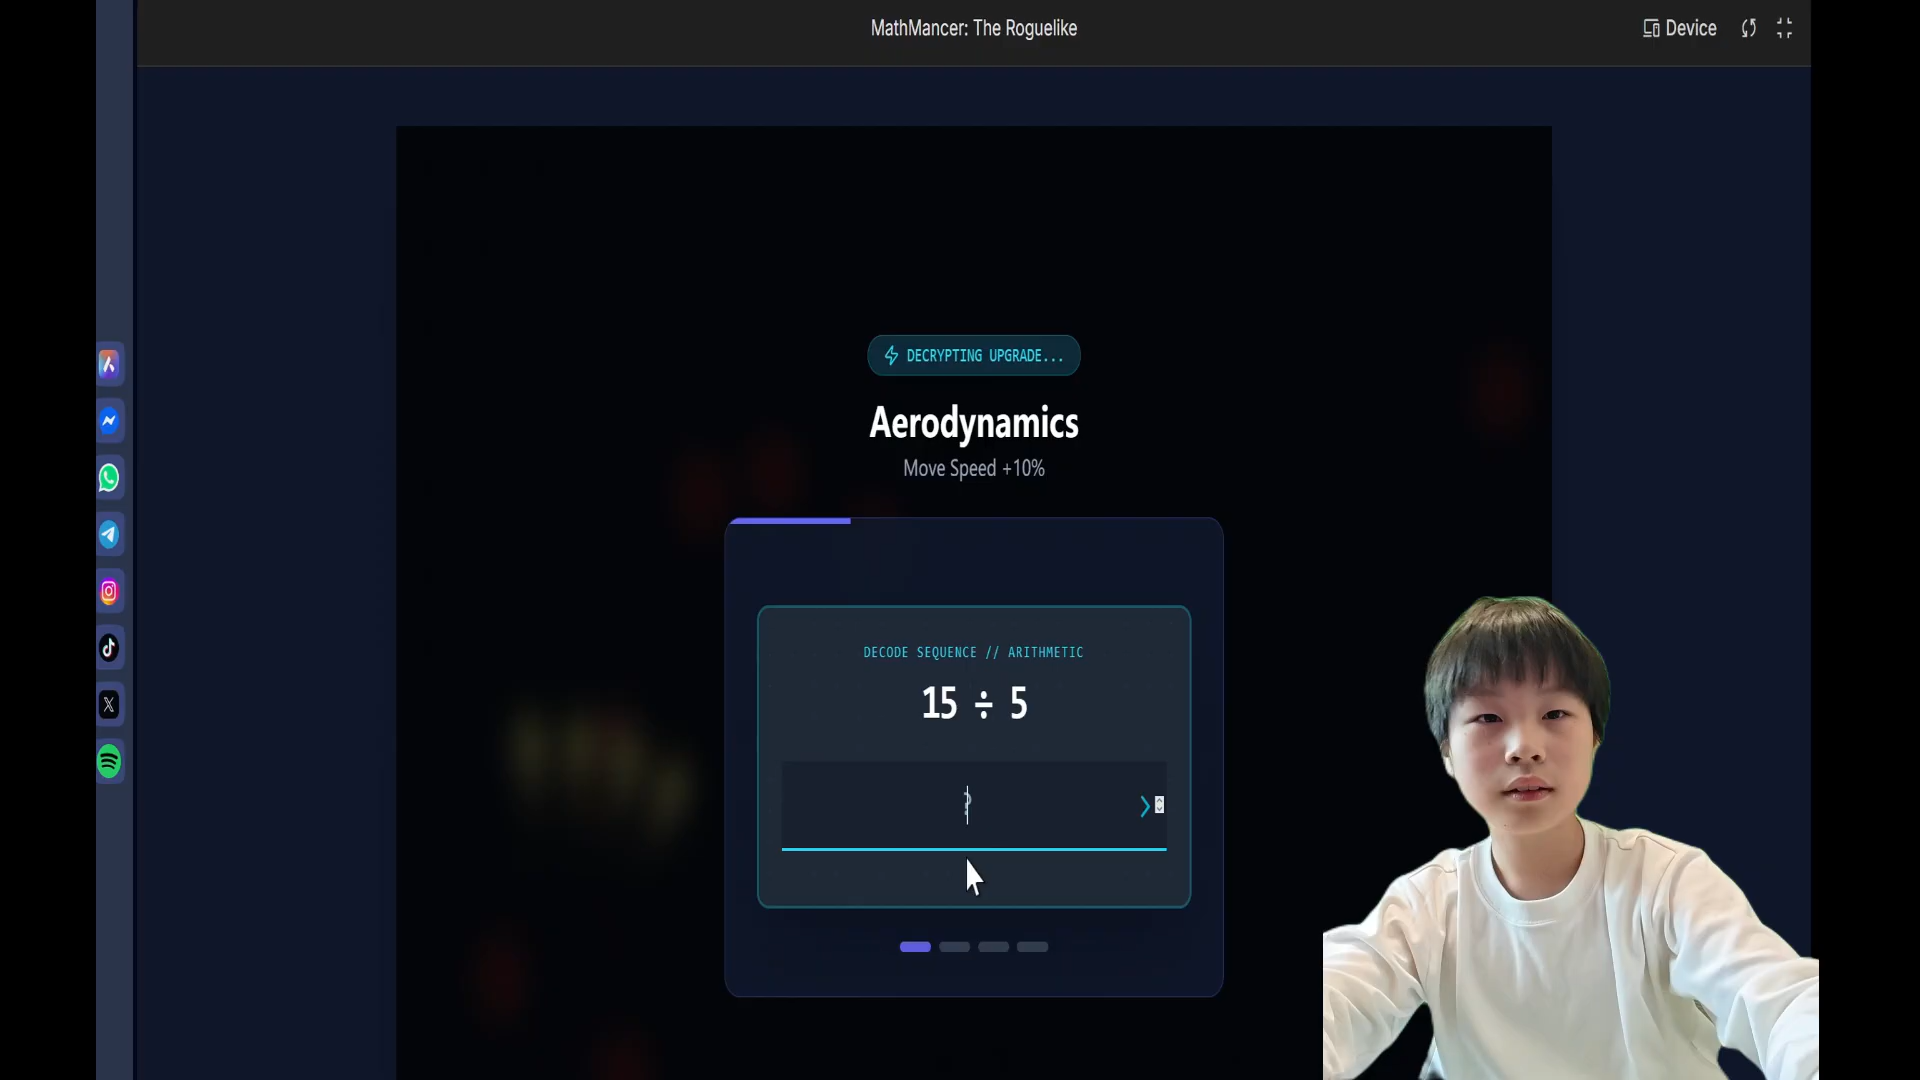 MathMancer: The Roguelike
Device
DECRYPTING UPGRADE...
Aerodynamics
Move Speed +10%
DECODE SEQUENCE // ARITHMETIC
15 ÷ 5
?